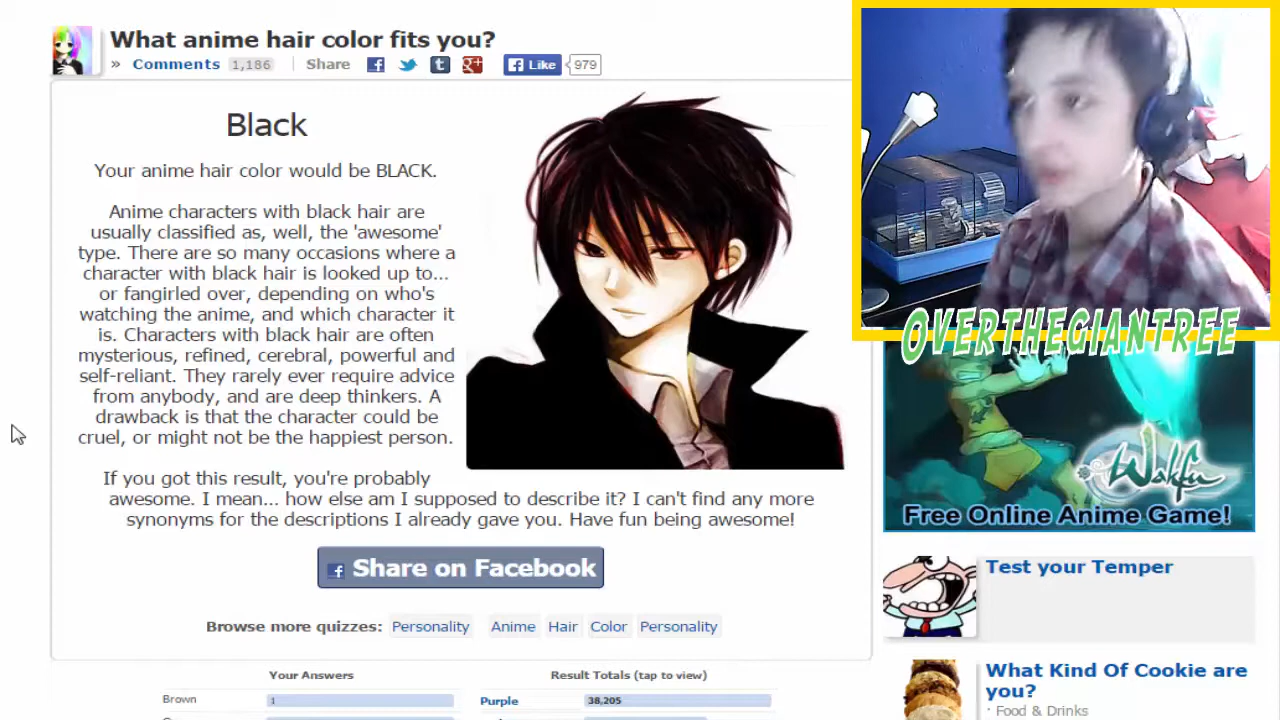 What anime hair color fits you?
» Comments 1,186 Share Like 979
Black
Your anime hair color would be BLACK.
Anime characters with black hair are
usually classified as, well, the 'awesome'
type. There are so many occasions where a
character with black hair is looked up to...
or fangirled over, depending on who's
watching the anime, and which character it
is. Characters with black hair are often
mysterious, refined, cerebral, powerful and
self-reliant. They rarely ever require advice
from anybody, and are deep thinkers. A
drawback is that the character could be
cruel, or might not be the happiest person.
If you got this result, you're probably
awesome. I mean... how else am I supposed to describe it? I can't find any more
synonyms for the descriptions I already gave you. Have fun being awesome!
Share on Facebook
Browse more quizzes: Personality Anime Hair Color Personality
Your Answers
Brown 1
Result Totals (tap to view)
Purple 38,205
OVERTHEGIANTREE
Wakfu
Free Online Anime Game!
Test your Temper
What Kind Of Cookie are
you?
· Food & Drinks